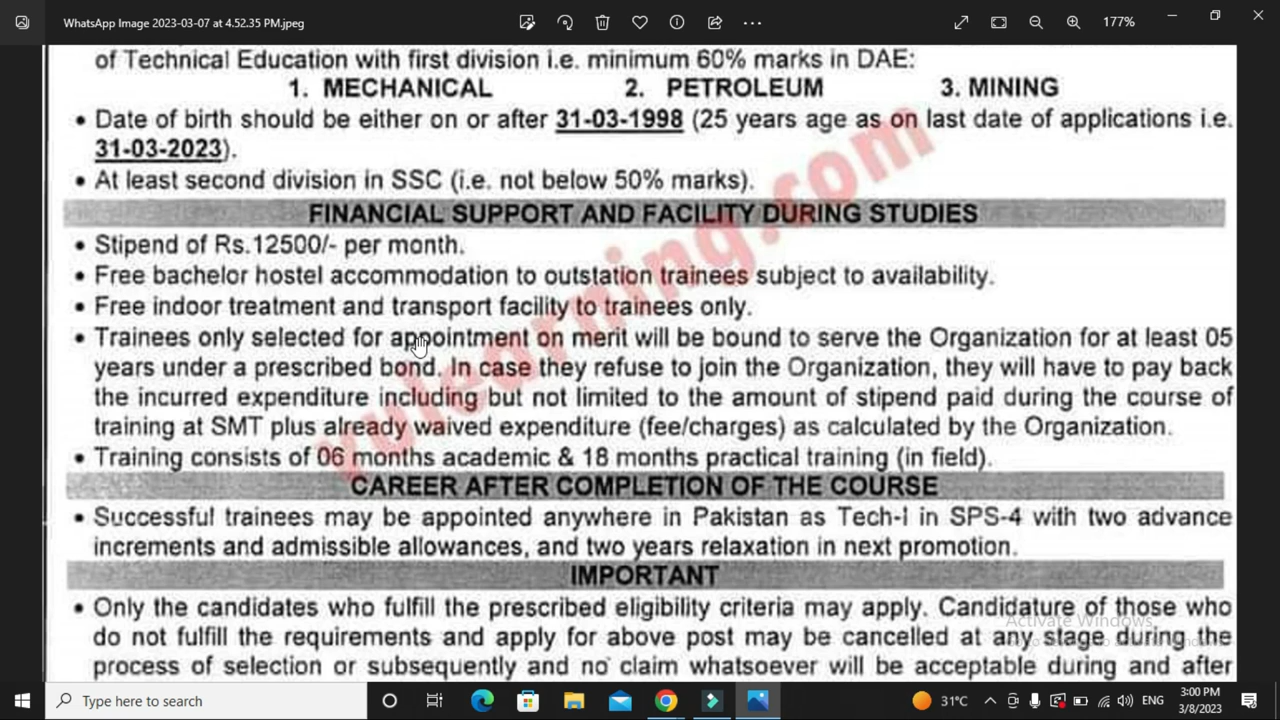 WhatsApp Image 2023-03-07 at 4.52.35 PM.jpeg
177%
of Technical Education with first division i.e. minimum 60% marks in DAE:
1. MECHANICAL 2. PETROLEUM 3. MINING
• Date of birth should be either on or after 31-03-1998 (25 years age as on last date of applications i.e.
31-03-2023).
• At least second division in SSC (i.e. not below 50% marks).
FINANCIAL SUPPORT AND FACILITY DURING STUDIES
• Stipend of Rs.12500/- per month.
• Free bachelor hostel accommodation to outstation trainees subject to availability.
• Free indoor treatment and transport facility to trainees only.
• Trainees only selected for appointment on merit will be bound to serve the Organization for at least 05
years under a prescribed bond. In case they refuse to join the Organization, they will have to pay back
the incurred expenditure including but not limited to the amount of stipend paid during the course of
training at SMT plus already waived expenditure (fee/charges) as calculated by the Organization.
• Training consists of 06 months academic & 18 months practical training (in field).
CAREER AFTER COMPLETION OF THE COURSE
• Successful trainees may be appointed anywhere in Pakistan as Tech-I in SPS-4 with two advance
increments and admissible allowances, and two years relaxation in next promotion.
IMPORTANT
• Only the candidates who fulfill the prescribed eligibility criteria may apply. Candidature of those who
do not fulfill the requirements and apply for above post may be cancelled at any stage during the
process of selection or subsequently and no claim whatsoever will be acceptable during and after
yulearning.com
Activate Windows
Type here to search
31°C
ENG
3:00 PM
3/8/2023